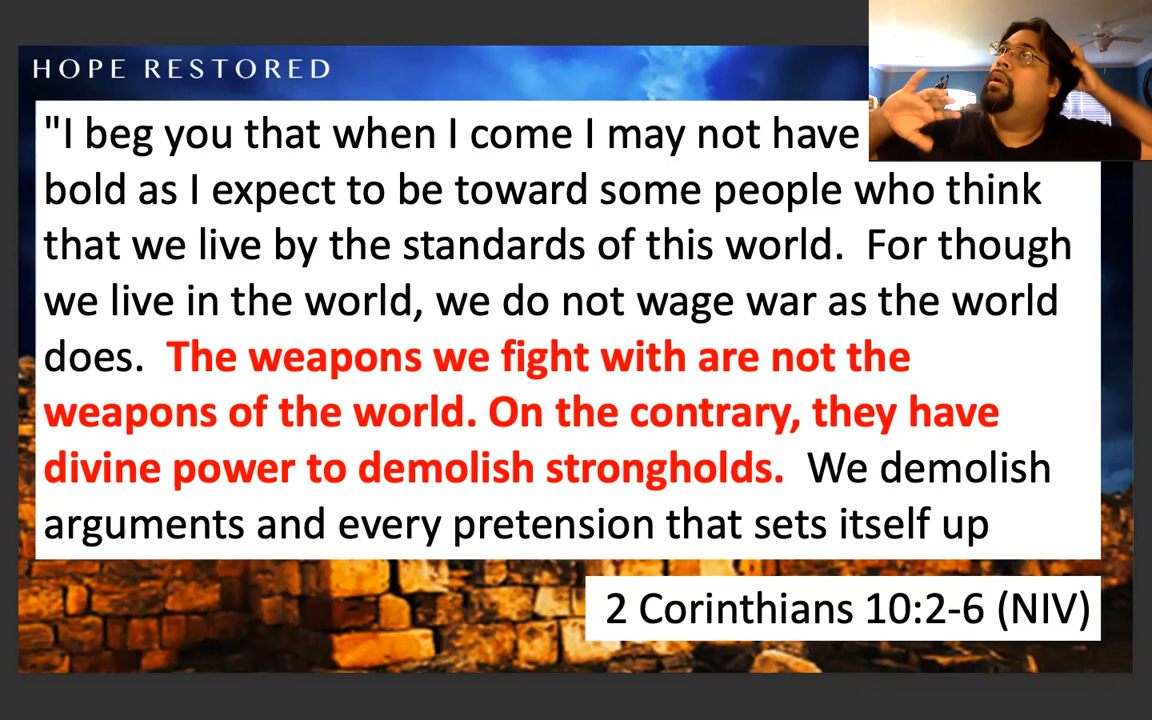 HOPE RESTORED
"I beg you that when I come I may not have
bold as I expect to be toward some people who think
that we live by the standards of this world.  For though
we live in the world, we do not wage war as the world
does.  The weapons we fight with are not the
weapons of the world. On the contrary, they have
divine power to demolish strongholds.  We demolish
arguments and every pretension that sets itself up
2 Corinthians 10:2-6 (NIV)